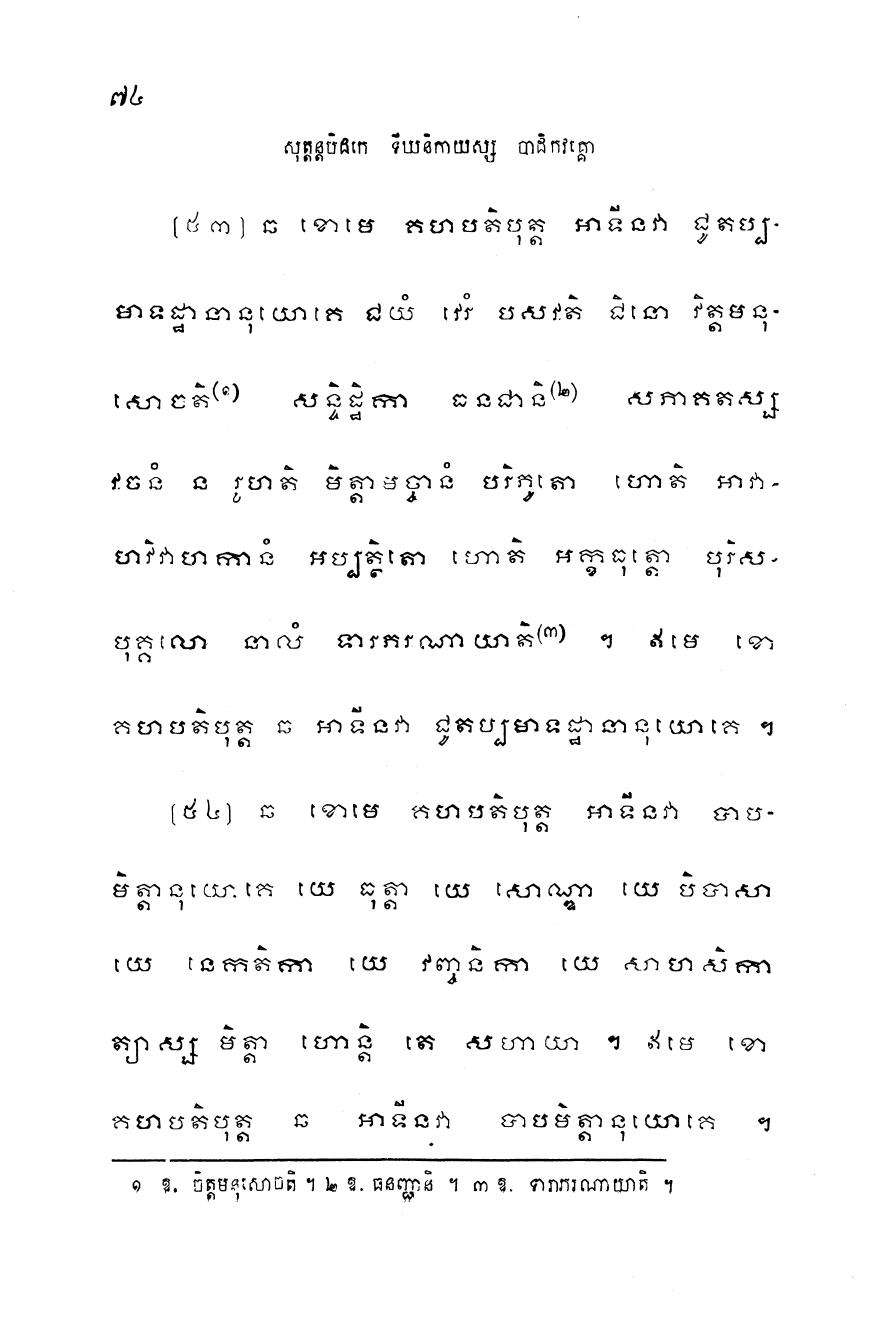 ៧៤
សុត្តន្តបិដកេ ទីឃនិកាយស្ស បាដិកវគ្គោ
(៥៣) ឆ ខោមេ គហបតិបុត្ត អាទីនវា ជូតប្ប-
មាទដ្ឋានានុយោគេ ជយំ វេរំ បសវតិ ជិនោ វិត្តមនុ-
សោចតិ(១) សន្ទិដ្ឋិកា ធនជានិ(២) សភាគតស្ស
វចនំ ន រូហតិ មិត្តាមច្ចានំ បរិភូតោ ហោតិ អាវា-
ហវិវាហកានំ អប្បត្ថិតោ ហោតិ អក្ខធុត្តោ បុរិស-
បុគ្គលោ នាលំ ទារភរណាយាតិ(៣) ។ ឥមេ ខោ
គហបតិបុត្ត ឆ អាទីនវា ជូតប្បមាទដ្ឋានានុយោគេ ។
(៥៤) ឆ ខោមេ គហបតិបុត្ត អាទីនវា បាប-
មិត្តានុយោគេ យេ ធុត្តា យេ សោណ្ឌា យេ បិបាសា
យេ នេកតិកា យេ វញ្ចនិកា យេ សាហសិកា
ត្យាស្ស មិត្តា ហោន្តិ តេ សហាយា ។ ឥមេ ខោ
គហបតិបុត្ត ឆ អាទីនវា បាបមិត្តានុយោគេ ។
១ ឱ. ចិត្តមនុសោចតិ ។ ២ ឱ. ធនញ្ជានិ ។ ៣ ឱ. ទារាភរណាយាតិ ។